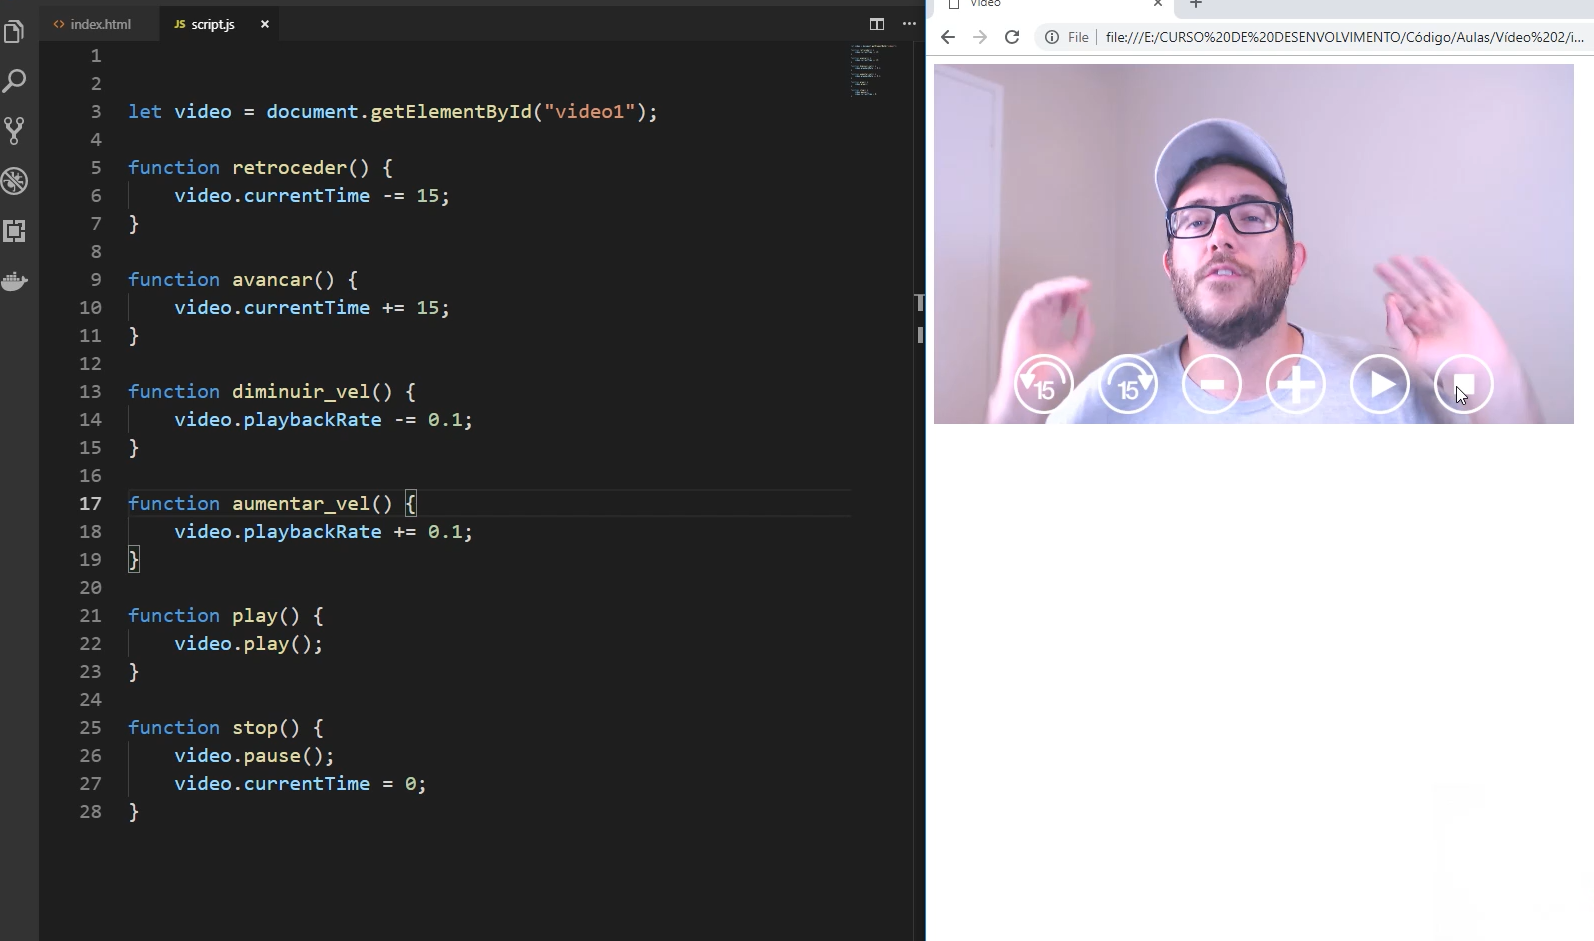 index.html
JS script.js
1
2
3 let video = document.getElementById("video1");
4
5 function retroceder() {
6 video.currentTime -= 15;
7 }
8
9 function avancar() {
10 video.currentTime += 15;
11 }
12
13 function diminuir_vel() {
14 video.playbackRate -= 0.1;
15 }
16
17 function aumentar_vel() {
18 video.playbackRate += 0.1;
19 }
20
21 function play() {
22 video.play();
23 }
24
25 function stop() {
26 video.pause();
27 video.currentTime = 0;
28 }
Vídeo
File file:///E:/CURSO%20DE%20DESENVOLVIMENTO/Código/Aulas/Vídeo%202/i...
15
15